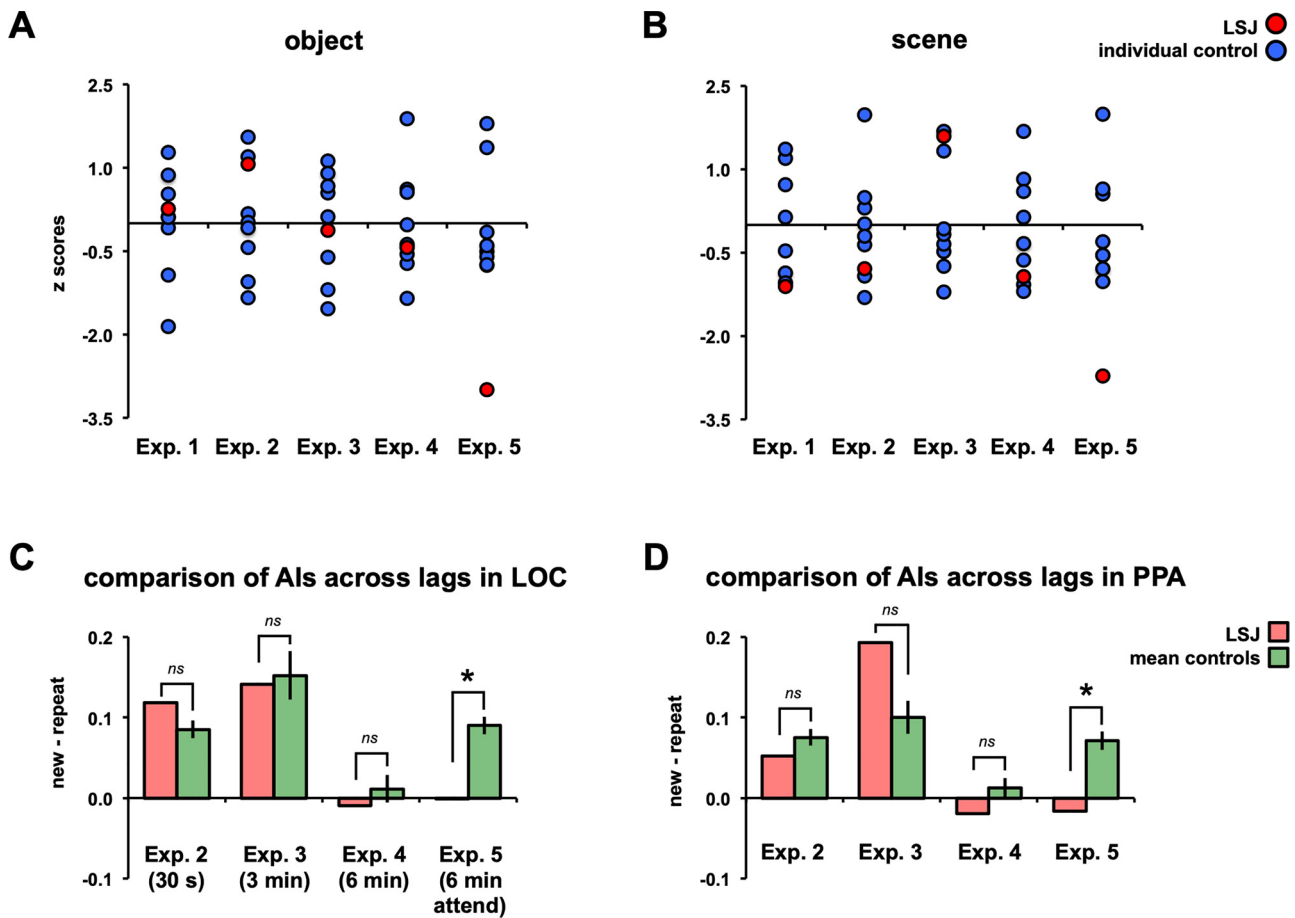 A
object
2.5
1.0
-0.5
-2.0
-3.5
z scores
Exp. 1 Exp. 2 Exp. 3 Exp. 4 Exp. 5
B
scene
LSJ
individual control
2.5
1.0
-0.5
-2.0
-3.5
Exp. 1 Exp. 2 Exp. 3 Exp. 4 Exp. 5
C
comparison of AIs across lags in LOC
0.2
0.1
0.0
-0.1
new - repeat
ns
ns
ns
*
Exp. 2 Exp. 3 Exp. 4 Exp. 5
(30 s) (3 min) (6 min) (6 min
attend)
D
comparison of AIs across lags in PPA
LSJ
mean controls
0.2
0.1
0.0
-0.1
new - repeat
ns
ns
ns
*
Exp. 2 Exp. 3 Exp. 4 Exp. 5